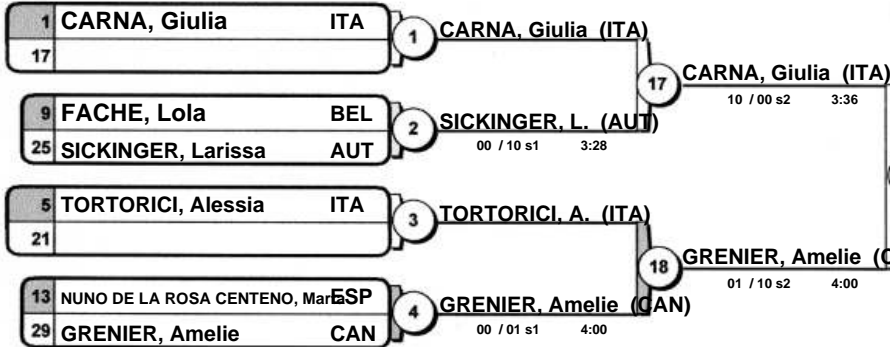 1 CARNA, Giulia ITA
17
1
CARNA, Giulia (ITA)
9 FACHE, Lola BEL
25 SICKINGER, Larissa AUT
2
SICKINGER, L. (AUT)
00 / 10 s1 3:28
17
CARNA, Giulia (ITA)
10 / 00 s2 3:36
5 TORTORICI, Alessia ITA
21
3
TORTORICI, A. (ITA)
13 NUNO DE LA ROSA CENTENO, Maria ESP
29 GRENIER, Amelie CAN
4
GRENIER, Amelie (CAN)
00 / 01 s1 4:00
18
GRENIER, Amelie (C
01 / 10 s2 4:00